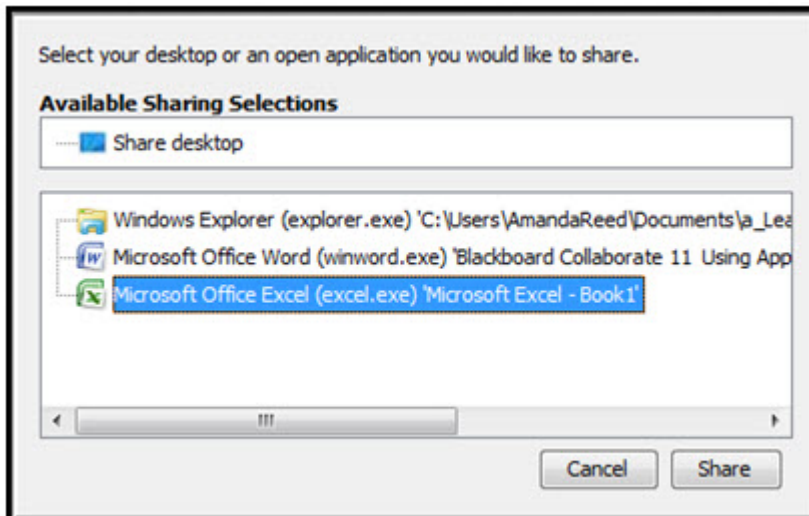 Select your desktop or an open application you would like to share.
Available Sharing Selections
Share desktop
Windows Explorer (explorer.exe) 'C:\Users\AmandaReed\Documents\a_Lea
Microsoft Office Word (winword.exe) 'Blackboard Collaborate 11 Using App
Microsoft Office Excel (excel.exe) 'Microsoft Excel - Book1'
Cancel Share